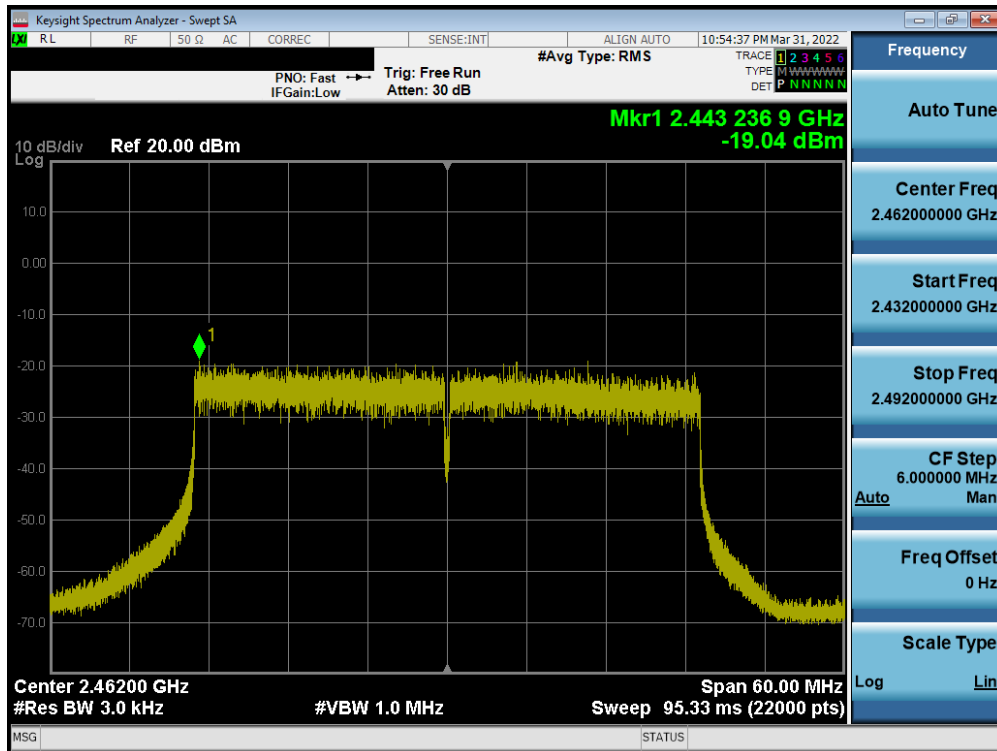 Keysight Spectrum Analyzer - Swept SA
LXI RL RF 50 Ω AC CORREC SENSE:INT ALIGN AUTO 10:54:37 PM Mar 31, 2022
#Avg Type: RMS TRACE 1 2 3 4 5 6
PNO: Fast Trig: Free Run TYPE M WWWWW
IFGain:Low Atten: 30 dB DET P N N N N N
Mkr1 2.443 236 9 GHz
10 dB/div Ref 20.00 dBm -19.04 dBm
Log
10.0
0.00
-10.0
1
-20.0
-30.0
-40.0
-50.0
-60.0
-70.0
Center 2.46200 GHz Span 60.00 MHz
#Res BW 3.0 kHz #VBW 1.0 MHz Sweep 95.33 ms (22000 pts)
MSG STATUS
Frequency
Auto Tune
Center Freq
2.462000000 GHz
Start Freq
2.432000000 GHz
Stop Freq
2.492000000 GHz
CF Step
6.000000 MHz
Auto Man
Freq Offset
0 Hz
Scale Type
Log Lin